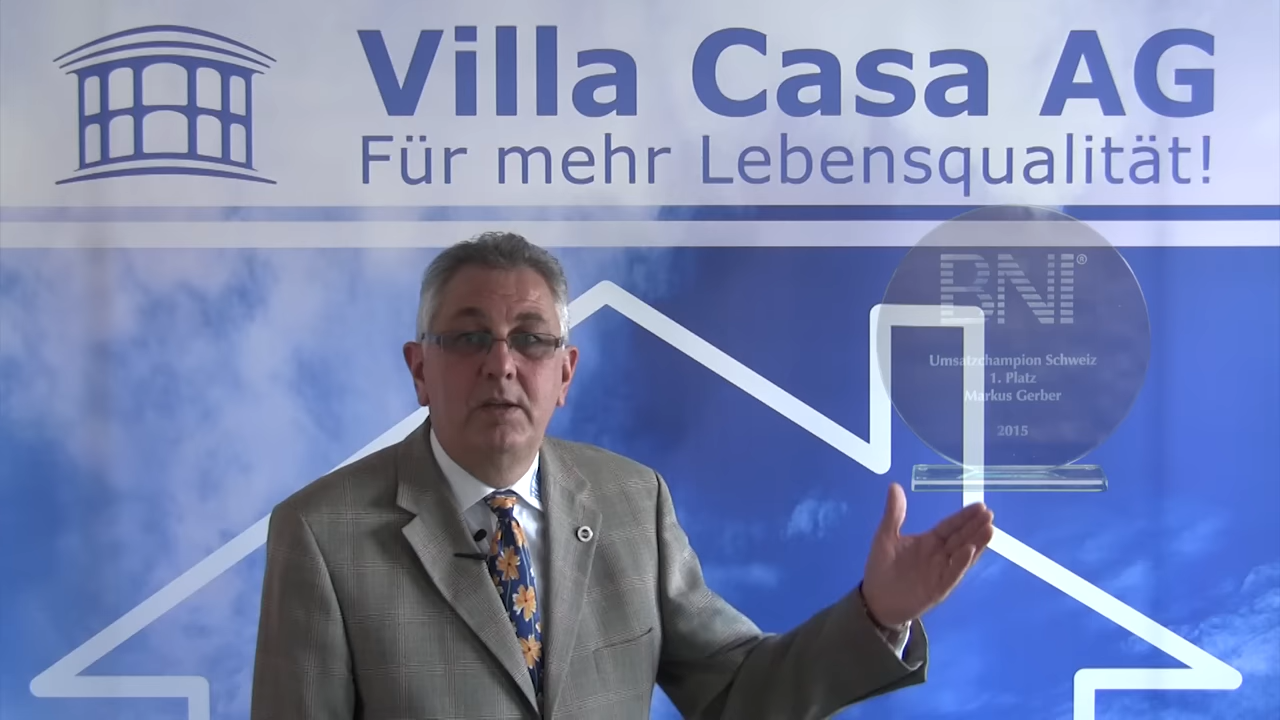 Villa Casa AG
Für mehr Lebensqualität!
BNI®
Umsatzchampion Schweiz
1. Platz
Markus Gerber
2015